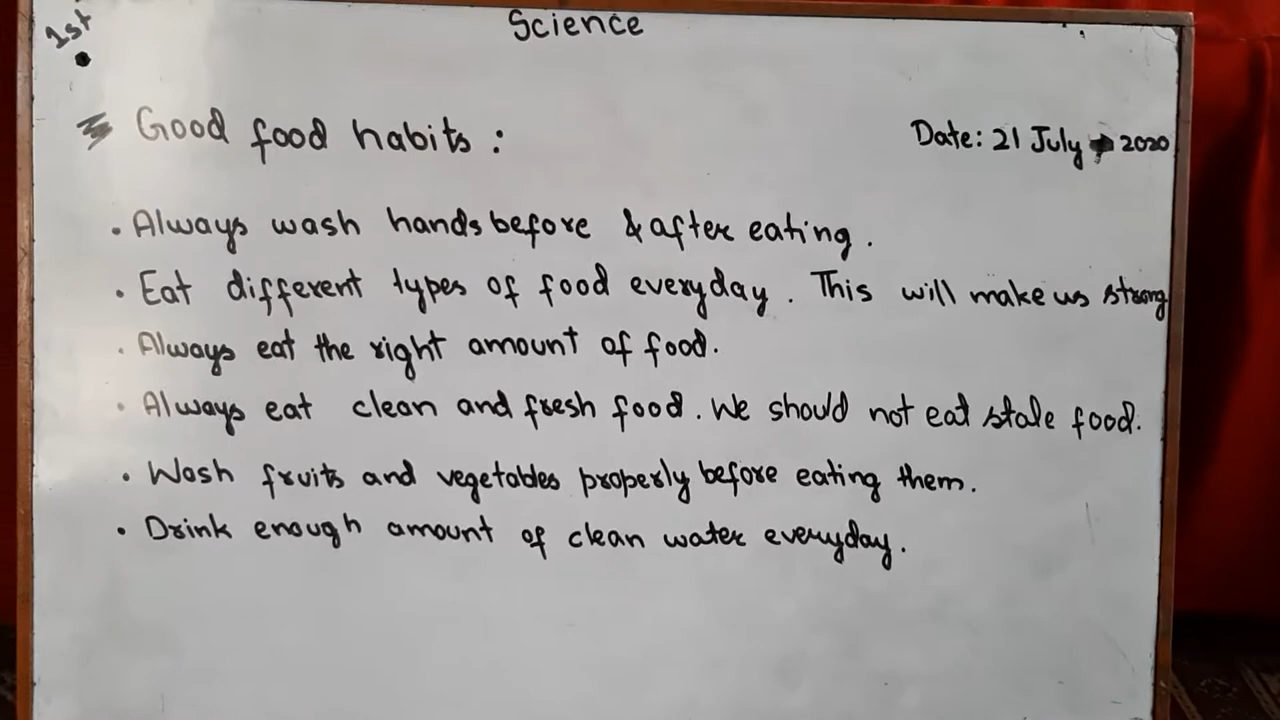 1st
Science
Good food habits :
Date: 21 July 2020
• Always wash hands before & after eating.
• Eat different types of food everyday. This will make us strong
• Always eat the right amount of food.
• Always eat clean and fresh food. We should not eat stale food.
• Wash fruits and vegetables properly before eating them.
• Drink enough amount of clean water everyday.